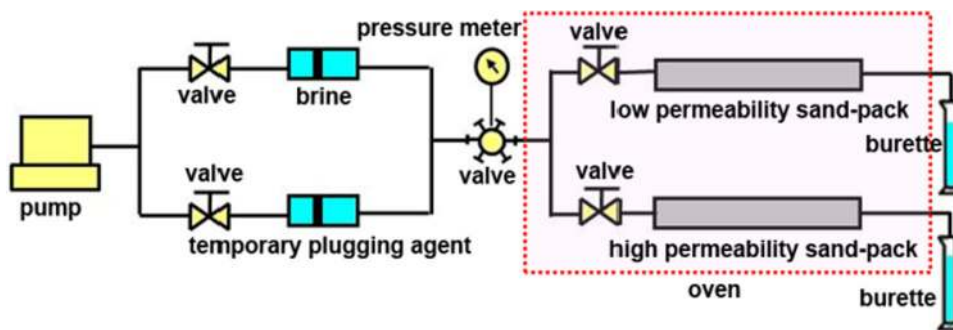 pressure meter
valve
valve
brine
low permeability sand-pack
burette
pump
valve
valve
valve
temporary plugging agent
high permeability sand-pack
oven
burette